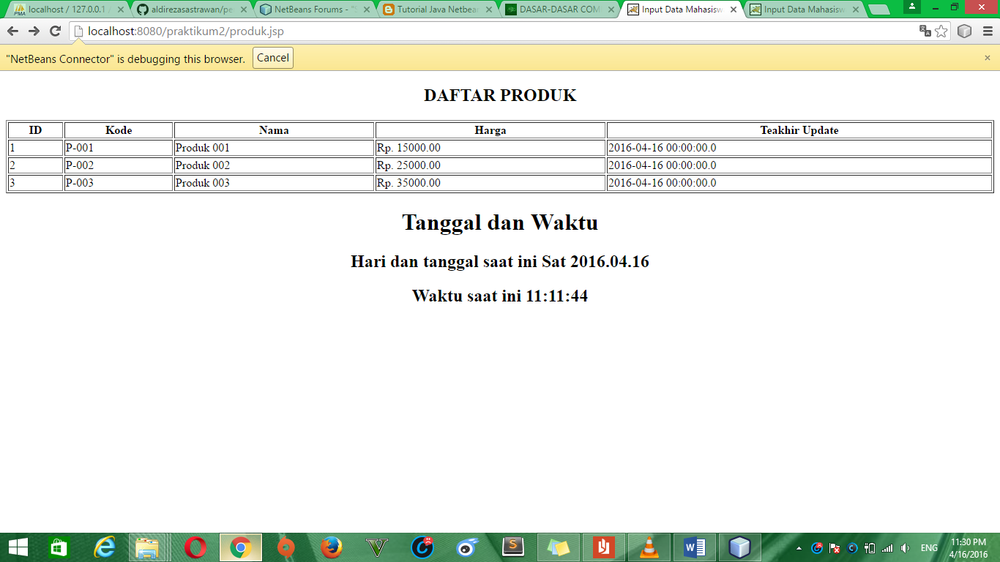 localhost / 127.0.0.1 /
aldirezasastrawan/pe
NetBeans Forums - "
Tutorial Java Netbear
DASAR-DASAR COM
Input Data Mahasisw
Input Data Mahasisw
localhost:8080/praktikum2/produk.jsp
"NetBeans Connector" is debugging this browser. Cancel
DAFTAR PRODUK
ID Kode Nama Harga Teakhir Update
1 P-001 Produk 001 Rp. 15000.00 2016-04-16 00:00:00.0
2 P-002 Produk 002 Rp. 25000.00 2016-04-16 00:00:00.0
3 P-003 Produk 003 Rp. 35000.00 2016-04-16 00:00:00.0
Tanggal dan Waktu
Hari dan tanggal saat ini Sat 2016.04.16
Waktu saat ini 11:11:44
ENG
11:30 PM
4/16/2016